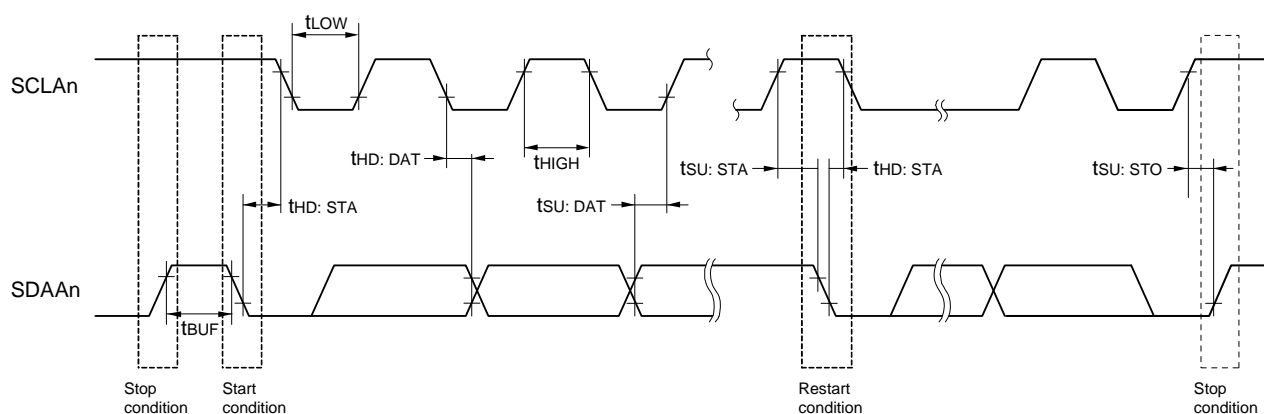 tLOW
SCLAn
tHD: DAT
tHIGH
tSU: STA
tHD: STA
tSU: STO
tHD: STA
tSU: DAT
SDAAn
tBUF
Stop
condition
Start
condition
Restart
condition
Stop
condition